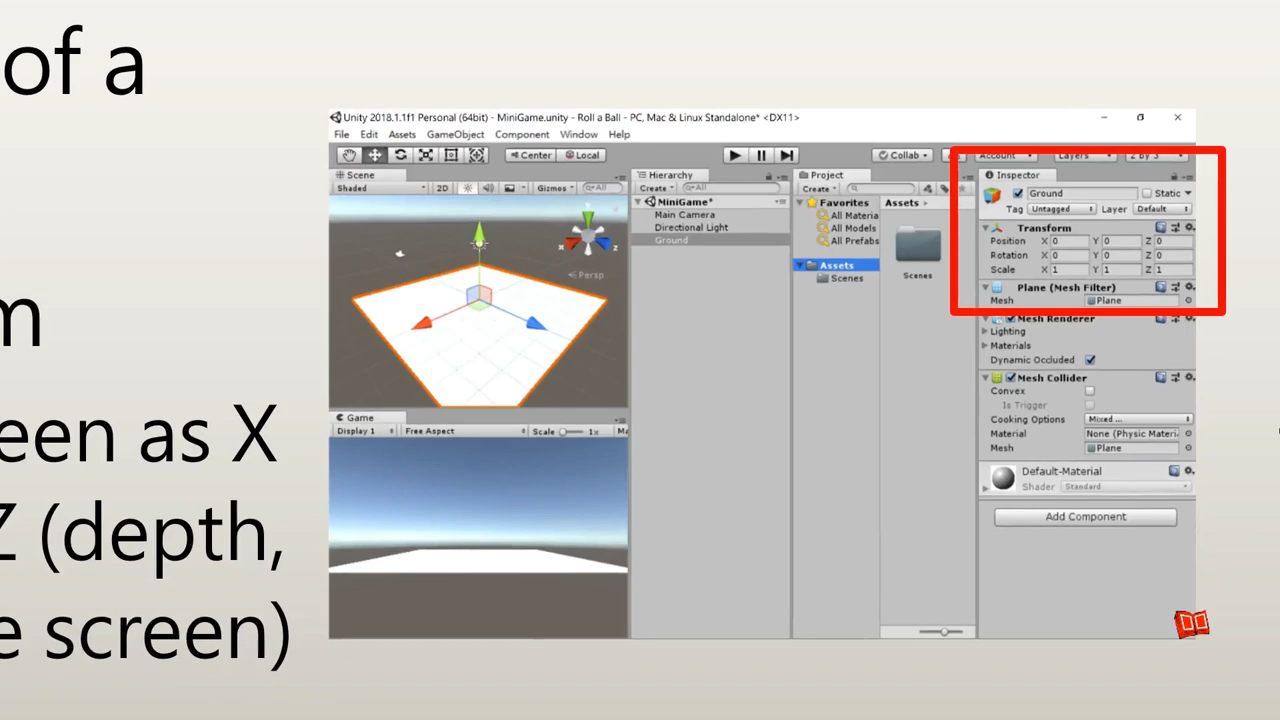 of a
m
een as X
Z (depth,
e screen)
Unity 2018.1.1f1 Personal (64bit) - MiniGame.unity - Roll a Ball - PC, Mac & Linux Standalone* <DX11>
File Edit Assets GameObject Component Window Help
Center Local
Collab
Account Layers 2 by 3
Scene
Shaded 2D Gizmos All
x z
Persp
Game
Display 1 Free Aspect Scale 1x Ma
Hierarchy
Create All
MiniGame*
Main Camera
Directional Light
Ground
Project
Create
Favorites
All Materia
All Models
All Prefabs
Assets
Scenes
Assets
Scenes
Inspector
Ground Static
Tag Untagged Layer Default
Transform
Position X 0 Y 0 Z 0
Rotation X 0 Y 0 Z 0
Scale X 1 Y 1 Z 1
Plane (Mesh Filter)
Mesh Plane
Mesh Renderer
Lighting
Materials
Dynamic Occluded
Mesh Collider
Convex
Is Trigger
Cooking Options Mixed ...
Material None (Physic Materi
Mesh Plane
Default-Material
Shader Standard
Add Component